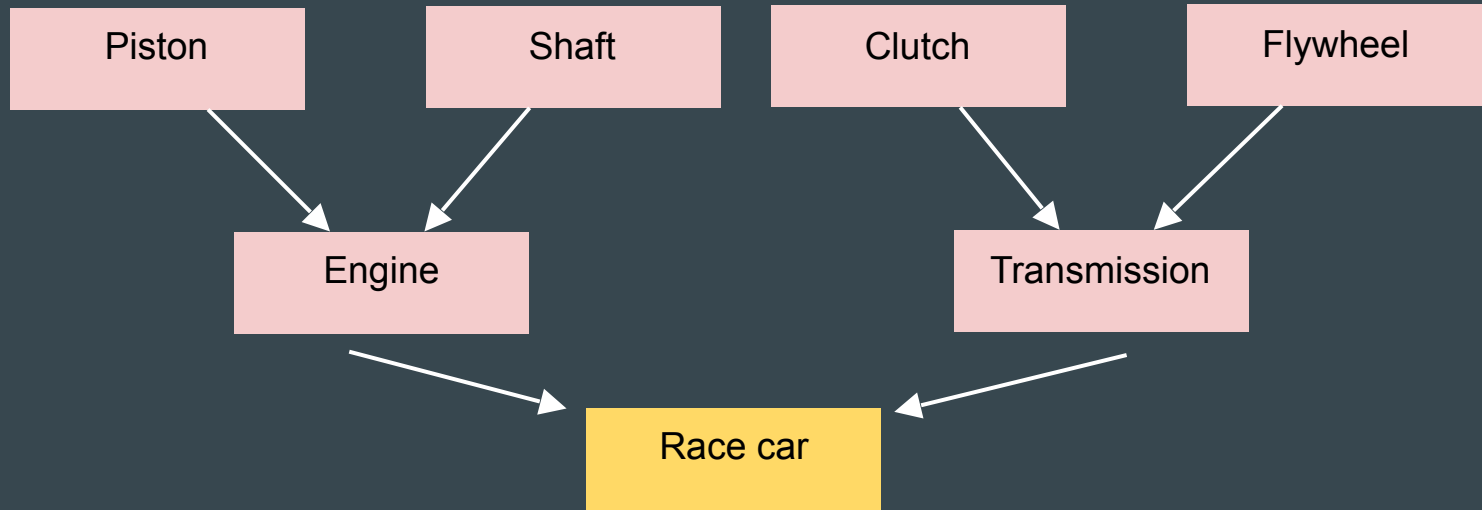 Piston
Shaft
Clutch
Flywheel
Engine
Transmission
Race car